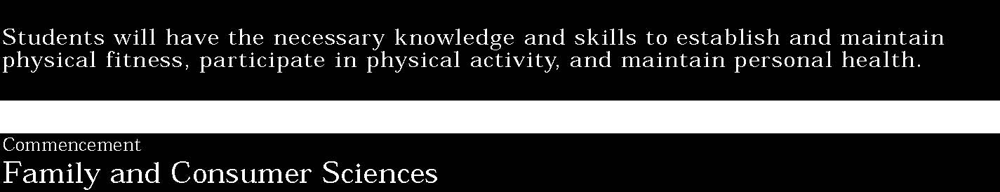 Students will have the necessary knowledge and skills to establish and maintain
physical fitness, participate in physical activity, and maintain personal health.
Commencement
Family and Consumer Sciences